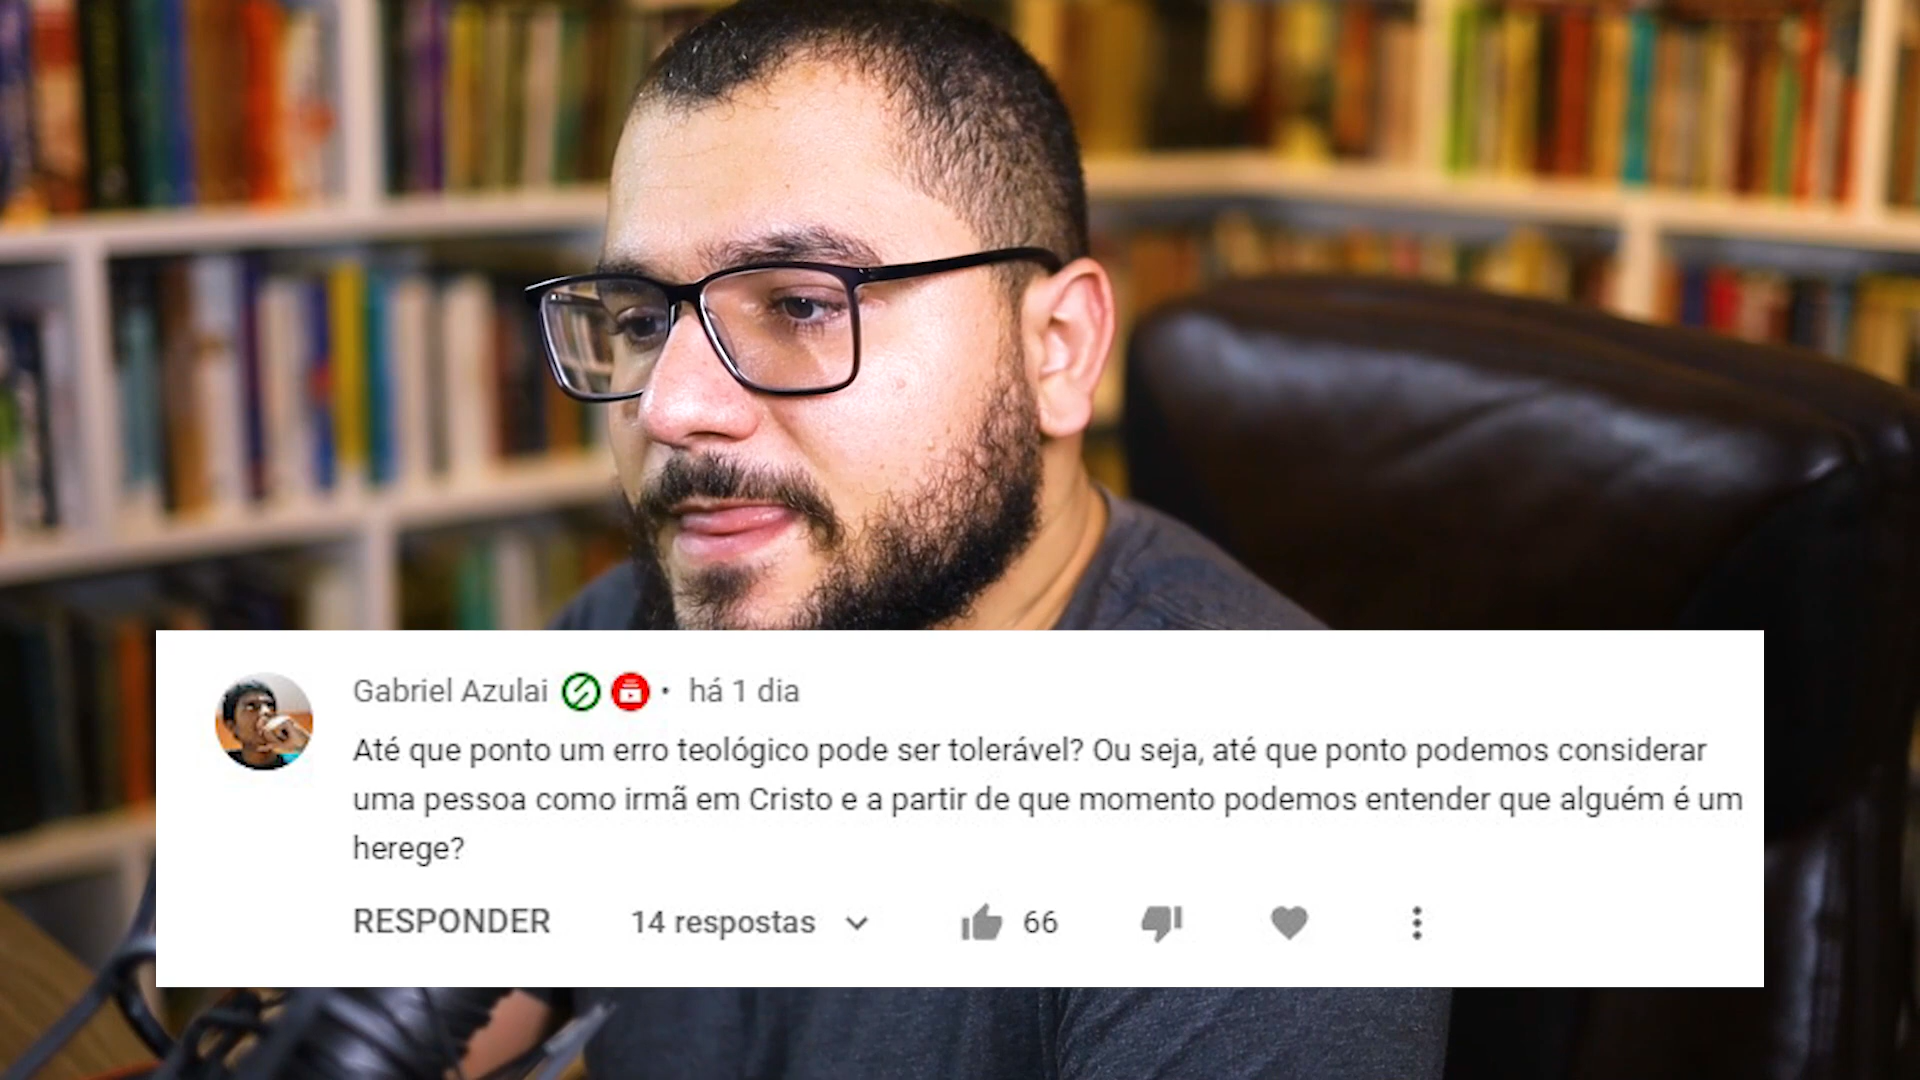 Gabriel Azulai • há 1 dia
Até que ponto um erro teológico pode ser tolerável? Ou seja, até que ponto podemos considerar
uma pessoa como irmã em Cristo e a partir de que momento podemos entender que alguém é um
herege?
RESPONDER 14 respostas 66